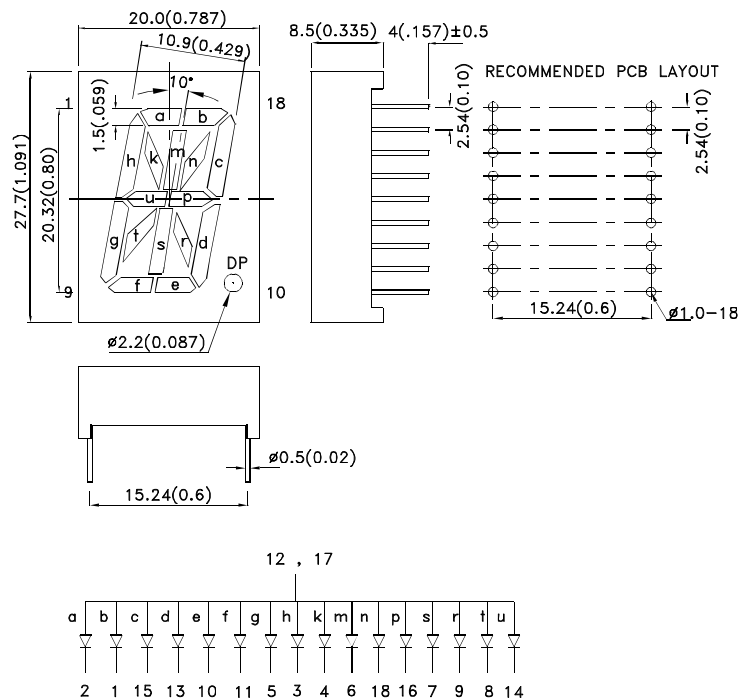 20.0(0.787)
10.9(0.429)
10°
1
18
1.5(.059)
a
b
h
k
m
n
c
u
p
g
t
s
r
d
f
e
DP
9
10
27.7(1.091)
20.32(0.80)
ø2.2(0.087)
8.5(0.335)
4(.157)±0.5
2.54(0.10)
RECOMMENDED PCB LAYOUT
2.54(0.10)
15.24(0.6)
ø1.0-18
ø0.5(0.02)
15.24(0.6)
12 , 17
a b c d e f g h k m n p s r t u
2 1 15 13 10 11 5 3 4 6 18 16 7 9 8 14